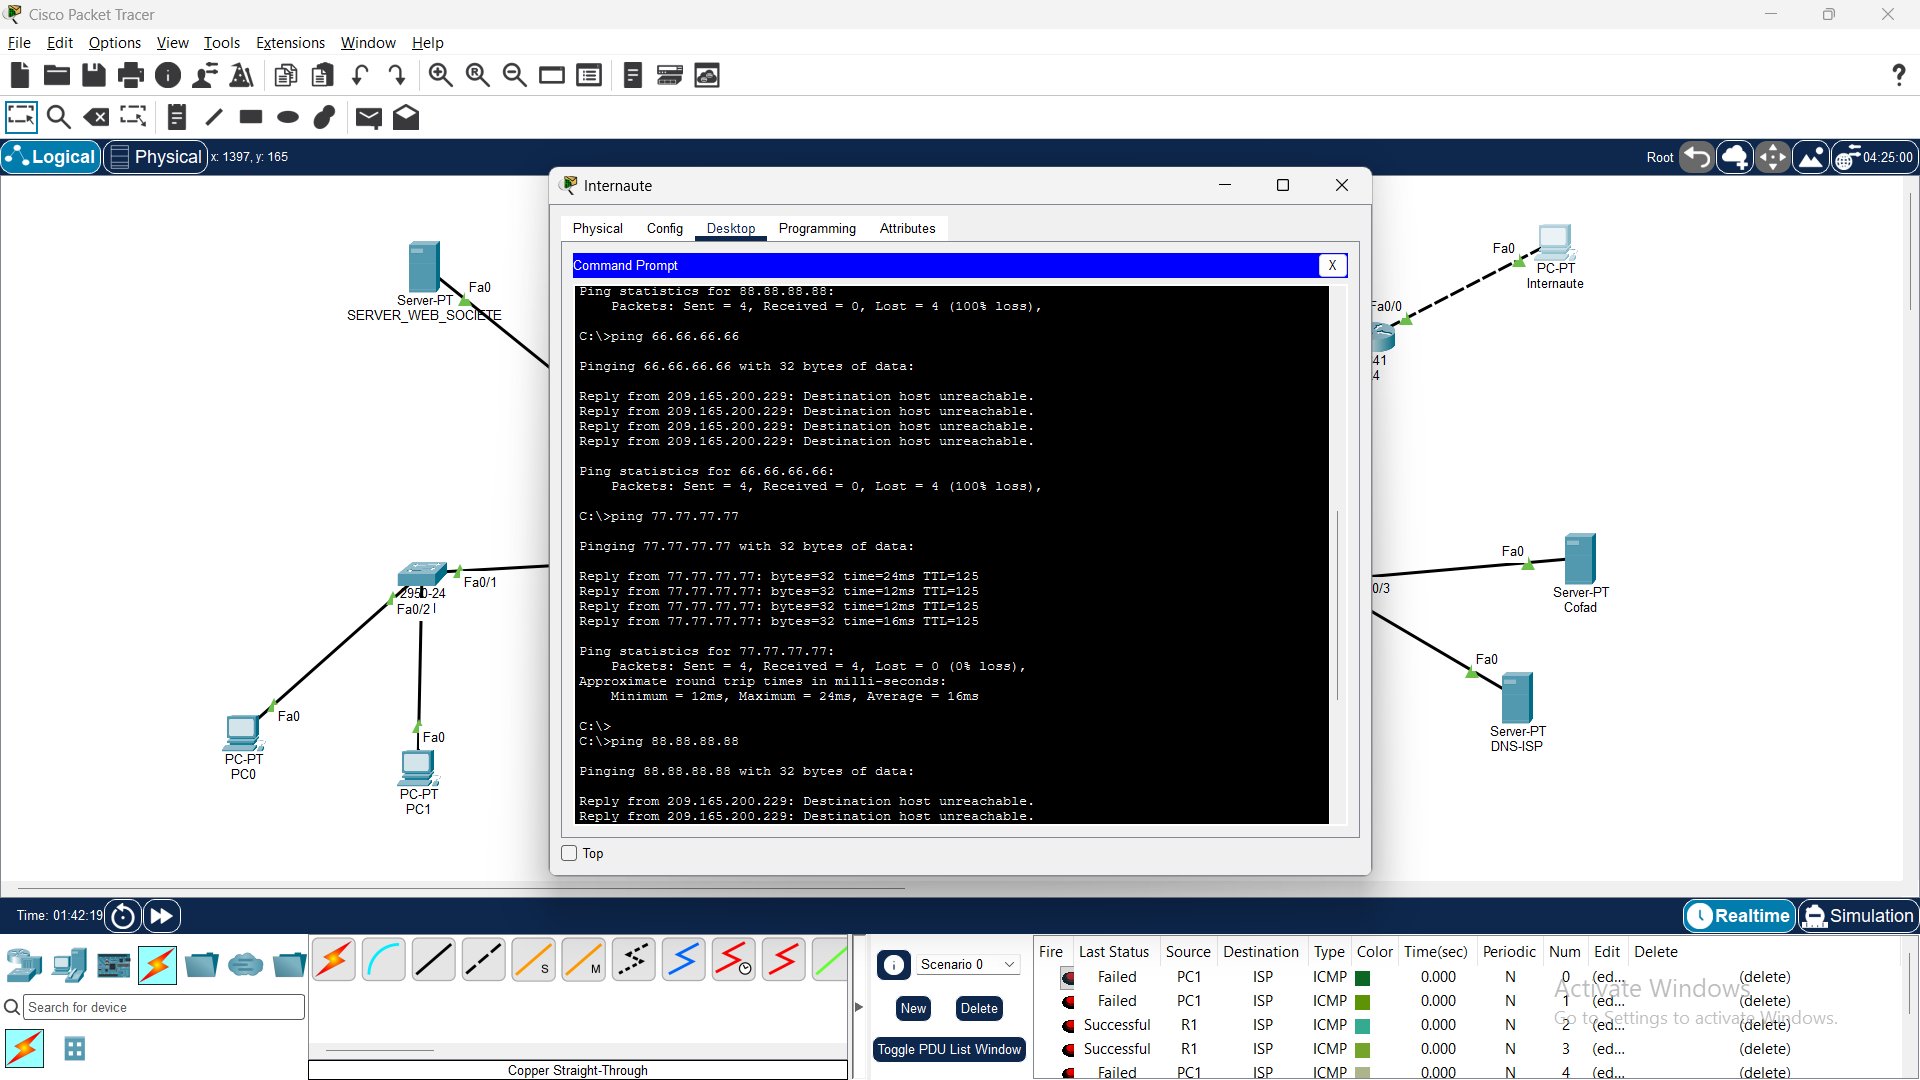 Cisco Packet Tracer
File Edit Options View Tools Extensions Window Help
Logical Physical x: 1397, y: 165 Root 04:25:00
Internaute
Physical Config Desktop Programming Attributes
Command Prompt X
Ping statistics for 88.88.88.88:
Packets: Sent = 4, Received = 0, Lost = 4 (100% loss),
C:\>ping 66.66.66.66
Pinging 66.66.66.66 with 32 bytes of data:
Reply from 209.165.200.229: Destination host unreachable.
Reply from 209.165.200.229: Destination host unreachable.
Reply from 209.165.200.229: Destination host unreachable.
Reply from 209.165.200.229: Destination host unreachable.
Ping statistics for 66.66.66.66:
Packets: Sent = 4, Received = 0, Lost = 4 (100% loss),
C:\>ping 77.77.77.77
Pinging 77.77.77.77 with 32 bytes of data:
Reply from 77.77.77.77: bytes=32 time=24ms TTL=125
Reply from 77.77.77.77: bytes=32 time=12ms TTL=125
Reply from 77.77.77.77: bytes=32 time=12ms TTL=125
Reply from 77.77.77.77: bytes=32 time=16ms TTL=125
Ping statistics for 77.77.77.77:
Packets: Sent = 4, Received = 4, Lost = 0 (0% loss),
Approximate round trip times in milli-seconds:
Minimum = 12ms, Maximum = 24ms, Average = 16ms
C:\>
C:\>ping 88.88.88.88
Pinging 88.88.88.88 with 32 bytes of data:
Reply from 209.165.200.229: Destination host unreachable.
Reply from 209.165.200.229: Destination host unreachable.
Top
Fa0
Server-PT
SERVER_WEB_SOCIETE
Fa0/1
2950-24
Fa0/2
Fa0
PC-PT
PC0
Fa0
PC-PT
PC1
Fa0
PC-PT
Internaute
Fa0/0
41
4
Fa0
0/3
Server-PT
Cofad
Fa0
Server-PT
DNS-ISP
Time: 01:42:19 Realtime Simulation
Search for device
S M
Copper Straight-Through
Scenario 0
New Delete
Toggle PDU List Window
Fire Last Status Source Destination Type Color Time(sec) Periodic Num Edit Delete
Failed PC1 ISP ICMP 0.000 N 0 (ed... (delete)
Failed PC1 ISP ICMP 0.000 N 1 (ed... (delete)
Successful R1 ISP ICMP 0.000 N 2 (ed... (delete)
Successful R1 ISP ICMP 0.000 N 3 (ed... (delete)
Failed PC1 ISP ICMP 0.000 N 4 (ed... (delete)
Activate Windows
Go to Settings to activate Windows.